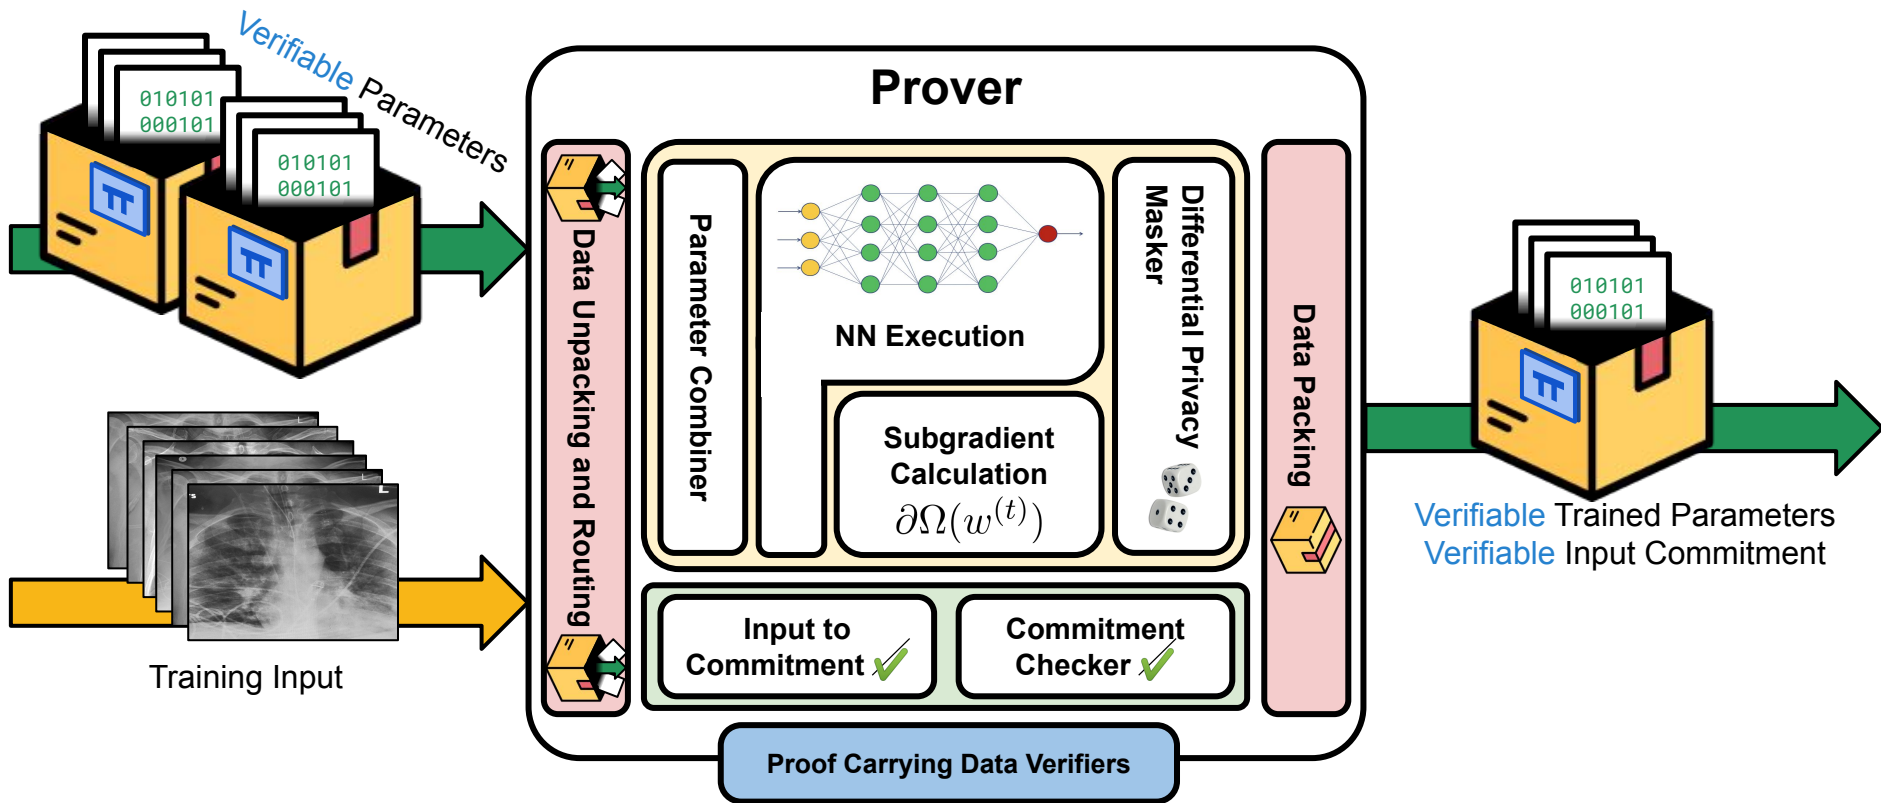 Verifiable Parameters
010101
000101
010101
000101
Training Input
Prover
Data Unpacking and Routing
Parameter Combiner
NN Execution
Subgradient
Calculation
∂Ω(w^(t))
Differential Privacy
Masker
Input to
Commitment
Commitment
Checker
Data Packing
Proof Carrying Data Verifiers
010101
000101
Verifiable Trained Parameters
Verifiable Input Commitment